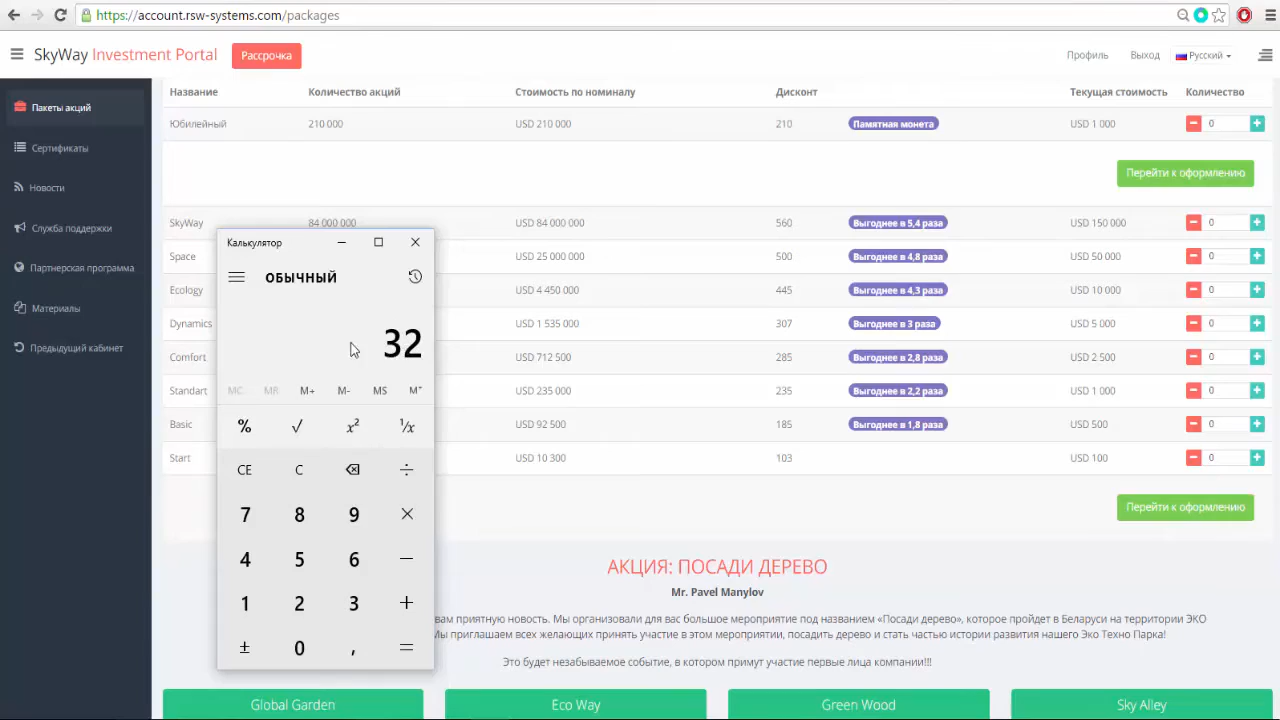 https://account.rsw-systems.com/packages
SkyWay Investment Portal
Рассрочка
Профиль
Выход
Русский
Пакеты акций
Сертификаты
Новости
Служба поддержки
Партнерская программа
Материалы
Предыдущий кабинет
Название Количество акций Стоимость по номиналу Дисконт Текущая стоимость Количество
Юбилейный 210 000 USD 210 000 210 Памятная монета USD 1 000 0
Перейти к оформлению
SkyWay 84 000 000 USD 84 000 000 560 Выгоднее в 5,4 раза USD 150 000 0
Space USD 25 000 000 500 Выгоднее в 4,8 раза USD 50 000 0
Ecology USD 4 450 000 445 Выгоднее в 4,3 раза USD 10 000 0
Dynamics USD 1 535 000 307 Выгоднее в 3 раза USD 5 000 0
Comfort USD 712 500 285 Выгоднее в 2,8 раза USD 2 500 0
Standart USD 235 000 235 Выгоднее в 2,2 раза USD 1 000 0
Basic USD 92 500 185 Выгоднее в 1,8 раза USD 500 0
Start USD 10 300 103 USD 100 0
Перейти к оформлению
Калькулятор
ОБЫЧНЫЙ
32
MC MR M+ M- MS M˅
% √ x² ¹/x
CE C ÷
7 8 9 ×
4 5 6 −
1 2 3 +
± 0 , =
АКЦИЯ: ПОСАДИ ДЕРЕВО
Mr. Pavel Manylov
вам приятную новость. Мы организовали для вас большое мероприятие под названием «Посади дерево», которое пройдет в Беларуси на территории ЭКО
Мы приглашаем всех желающих принять участие в этом мероприятии, посадить дерево и стать частью истории развития нашего Эко Техно Парка!
Это будет незабываемое событие, в котором примут участие первые лица компании!!!
Global Garden
Eco Way
Green Wood
Sky Alley